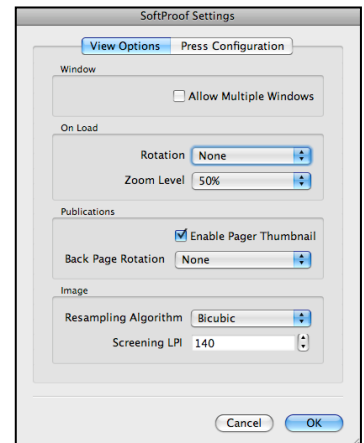 SoftProof Settings
View Options Press Configuration
Window
Allow Multiple Windows
On Load
Rotation None
Zoom Level 50%
Publications
Enable Pager Thumbnail
Back Page Rotation None
Image
Resampling Algorithm Bicubic
Screening LPI 140
Cancel OK